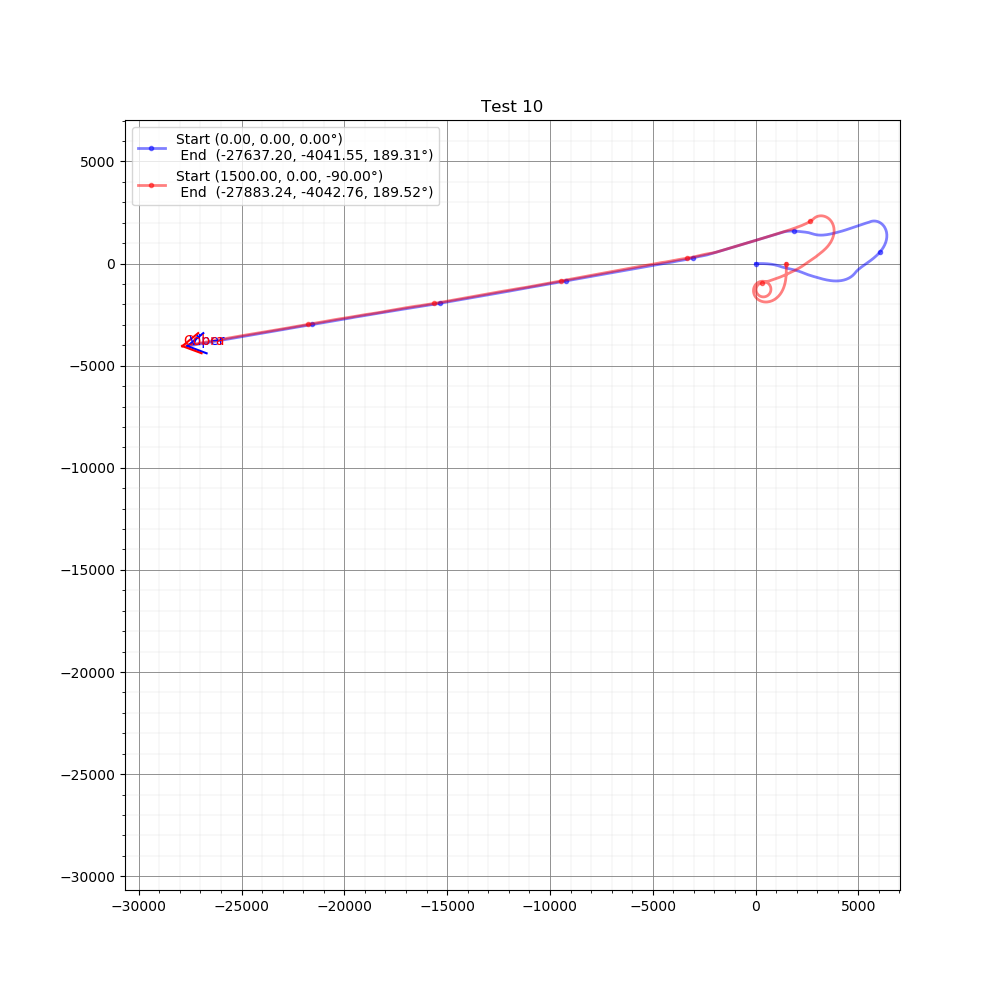 Test 10
Start (0.00, 0.00, 0.00°)
End (-27637.20, -4041.55, 189.31°)
Start (1500.00, 0.00, -90.00°)
End (-27883.24, -4042.76, 189.52°)
5000
0
−5000
−10000
−15000
−20000
−25000
−30000
−30000 −25000 −20000 −15000 −10000 −5000 0 5000